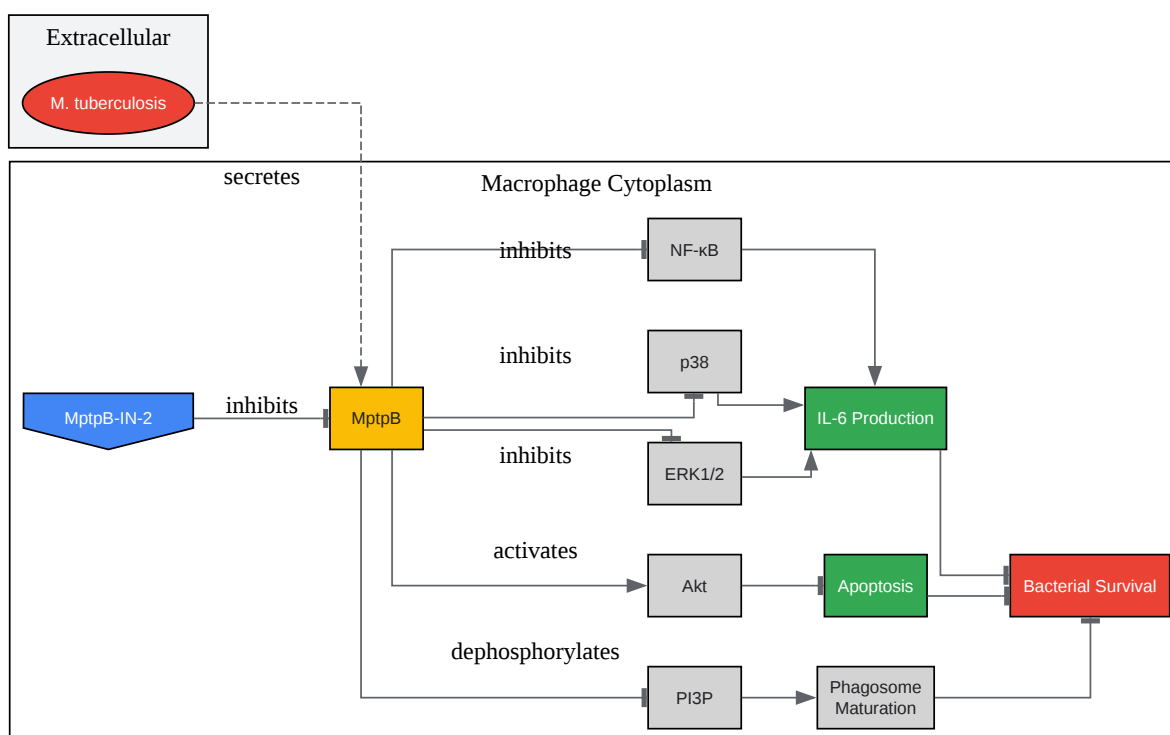 Extracellular
M. tuberculosis
secretes
Macrophage Cytoplasm
inhibits
NF-κB
inhibits
p38
MptpB-IN-2
inhibits
MptpB
IL-6 Production
inhibits
ERK1/2
activates
Akt
Apoptosis
Bacterial Survival
dephosphorylates
PI3P
Phagosome
Maturation